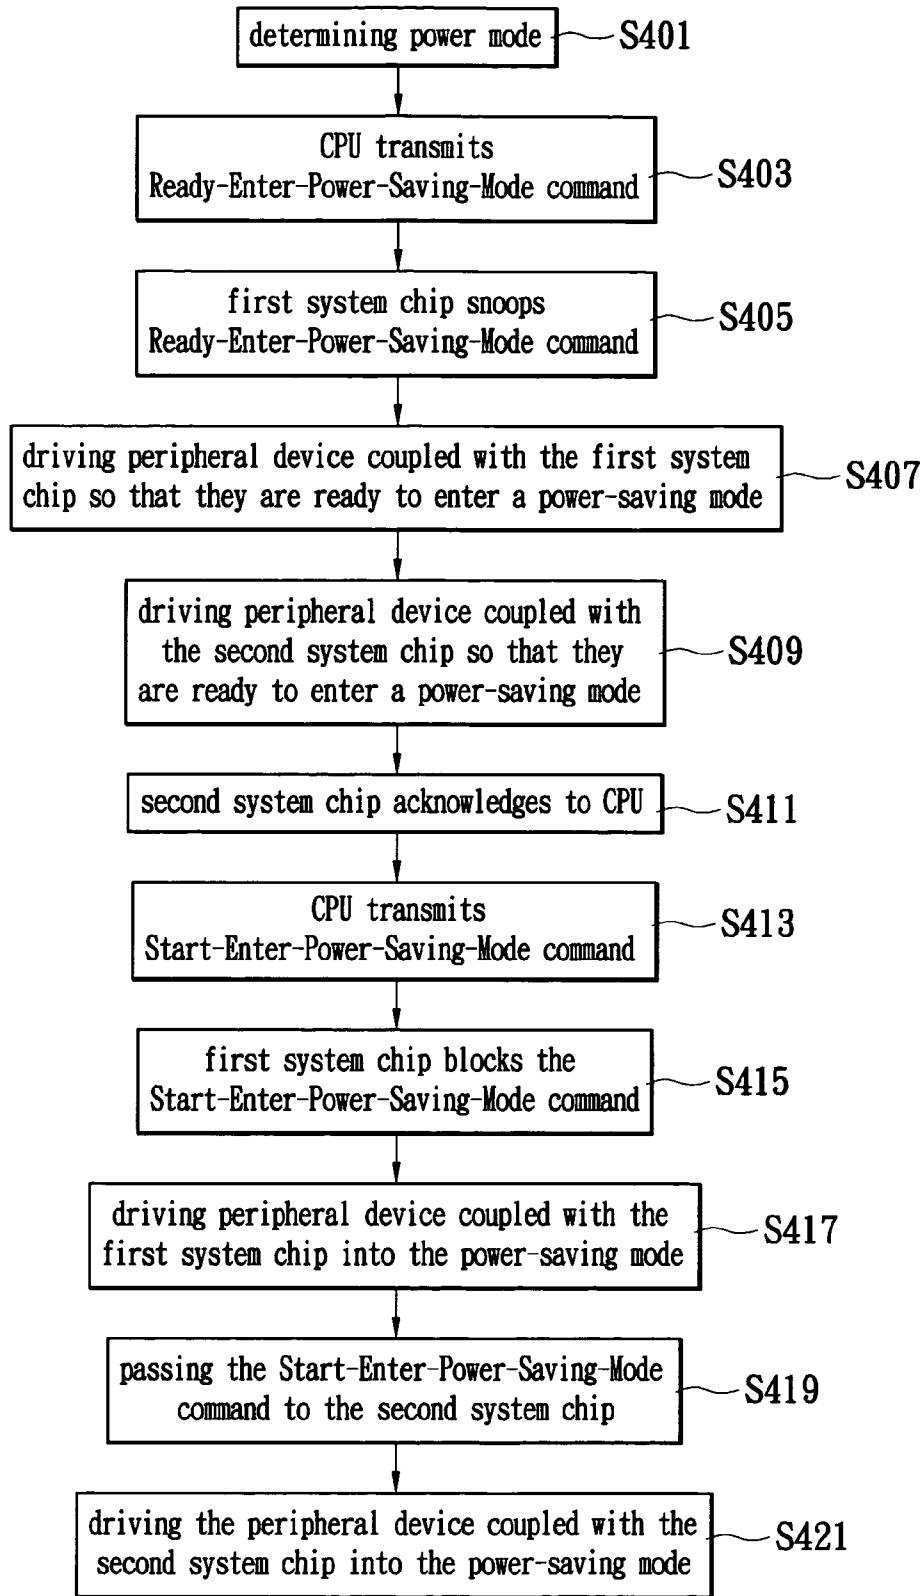 determining power mode
S401
CPU transmits
Ready-Enter-Power-Saving-Mode command
S403
first system chip snoops
Ready-Enter-Power-Saving-Mode command
S405
driving peripheral device coupled with the first system
chip so that they are ready to enter a power-saving mode
S407
driving peripheral device coupled with
the second system chip so that they
are ready to enter a power-saving mode
S409
second system chip acknowledges to CPU
S411
CPU transmits
Start-Enter-Power-Saving-Mode command
S413
first system chip blocks the
Start-Enter-Power-Saving-Mode command
S415
driving peripheral device coupled with the
first system chip into the power-saving mode
S417
passing the Start-Enter-Power-Saving-Mode
command to the second system chip
S419
driving the peripheral device coupled with the
second system chip into the power-saving mode
S421